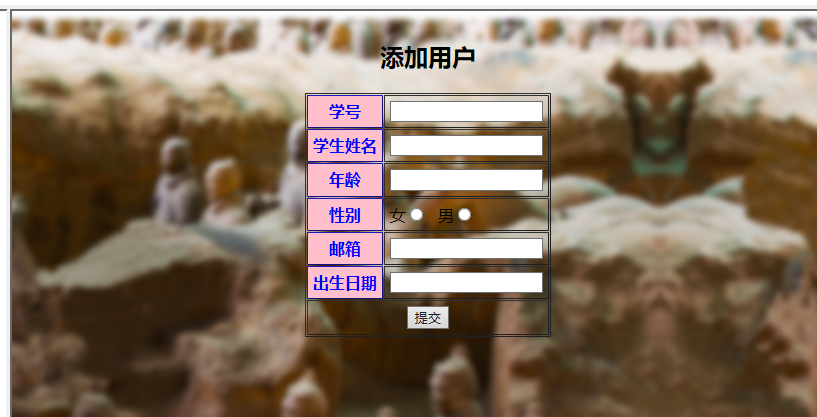 添加用户
学号
学生姓名
年龄
性别 女 男
邮箱
出生日期
提交